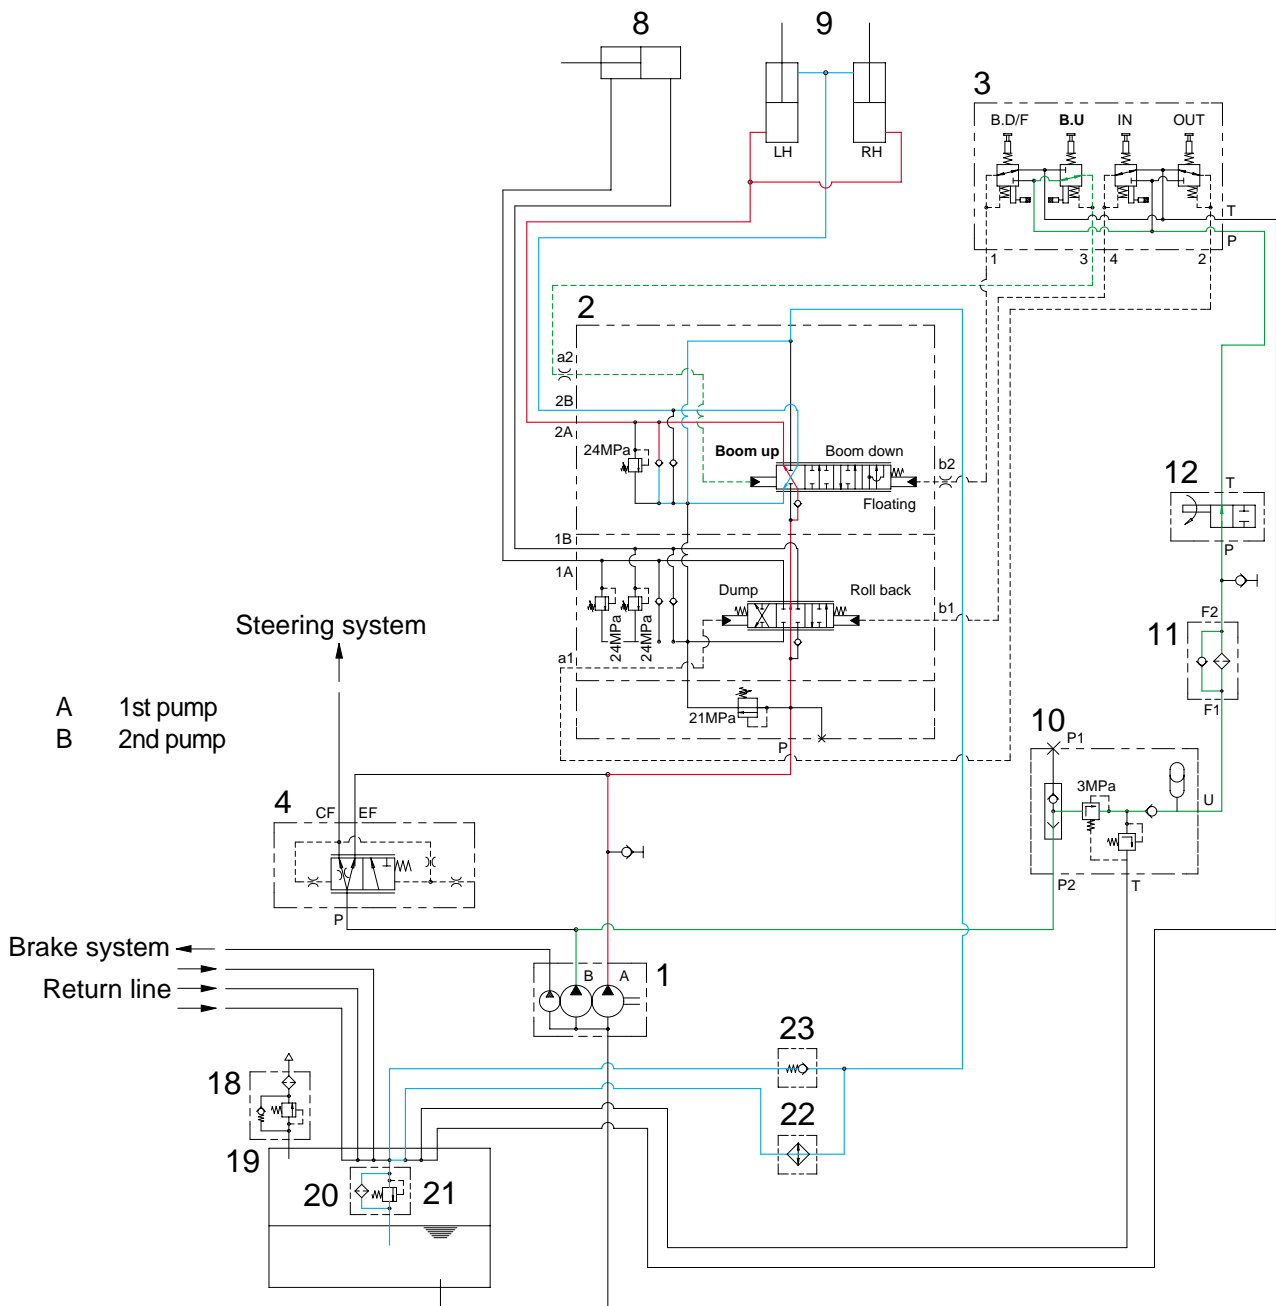 8
9
3
B.D/F B.U IN OUT
LH RH
T
P
1 3 4 2
2
a2
2B
2A
24MPa Boom up Boom down
b2
Floating
12
T
P
1B
1A
Dump Roll back
b1
24MPa
24MPa
a1
F2
11
F1
Steering system
A 1st pump
B 2nd pump
21MPa
P
10
P1
3MPa
U
P2 T
4
CF EF
P
Brake system
Return line
B A 1
23
22
18
19
20 21